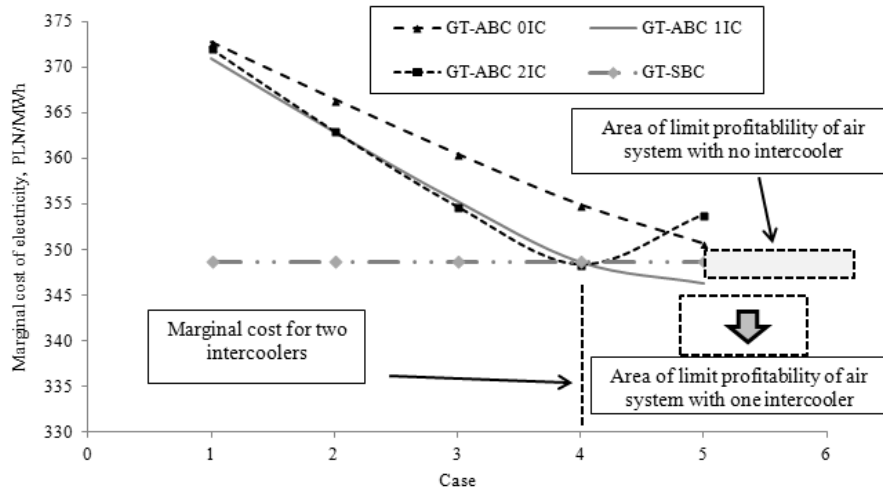 375
370
365
360
355
350
345
340
335
330
Marginal cost of electricity, PLN/MWh
GT-ABC 0IC
GT-ABC 1IC
GT-ABC 2IC
GT-SBC
Area of limit profitablility of air
system with no intercooler
Marginal cost for two
intercoolers
Area of limit profitability of air
system with one intercooler
0
1
2
3
4
5
6
Case